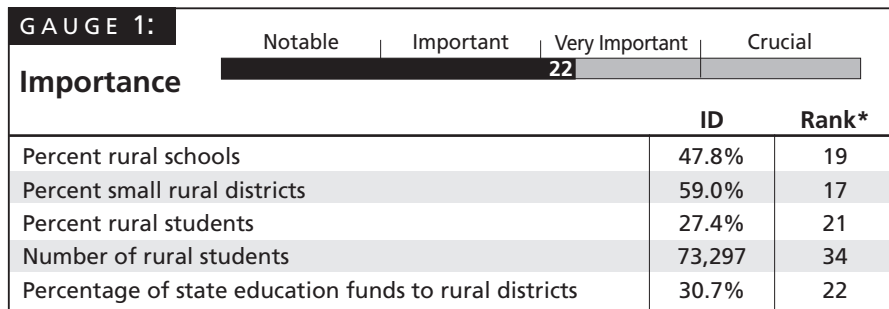 GAUGE 1:
Notable Important Very Important Crucial
22
Importance
ID Rank*
Percent rural schools 47.8% 19
Percent small rural districts 59.0% 17
Percent rural students 27.4% 21
Number of rural students 73,297 34
Percentage of state education funds to rural districts 30.7% 22